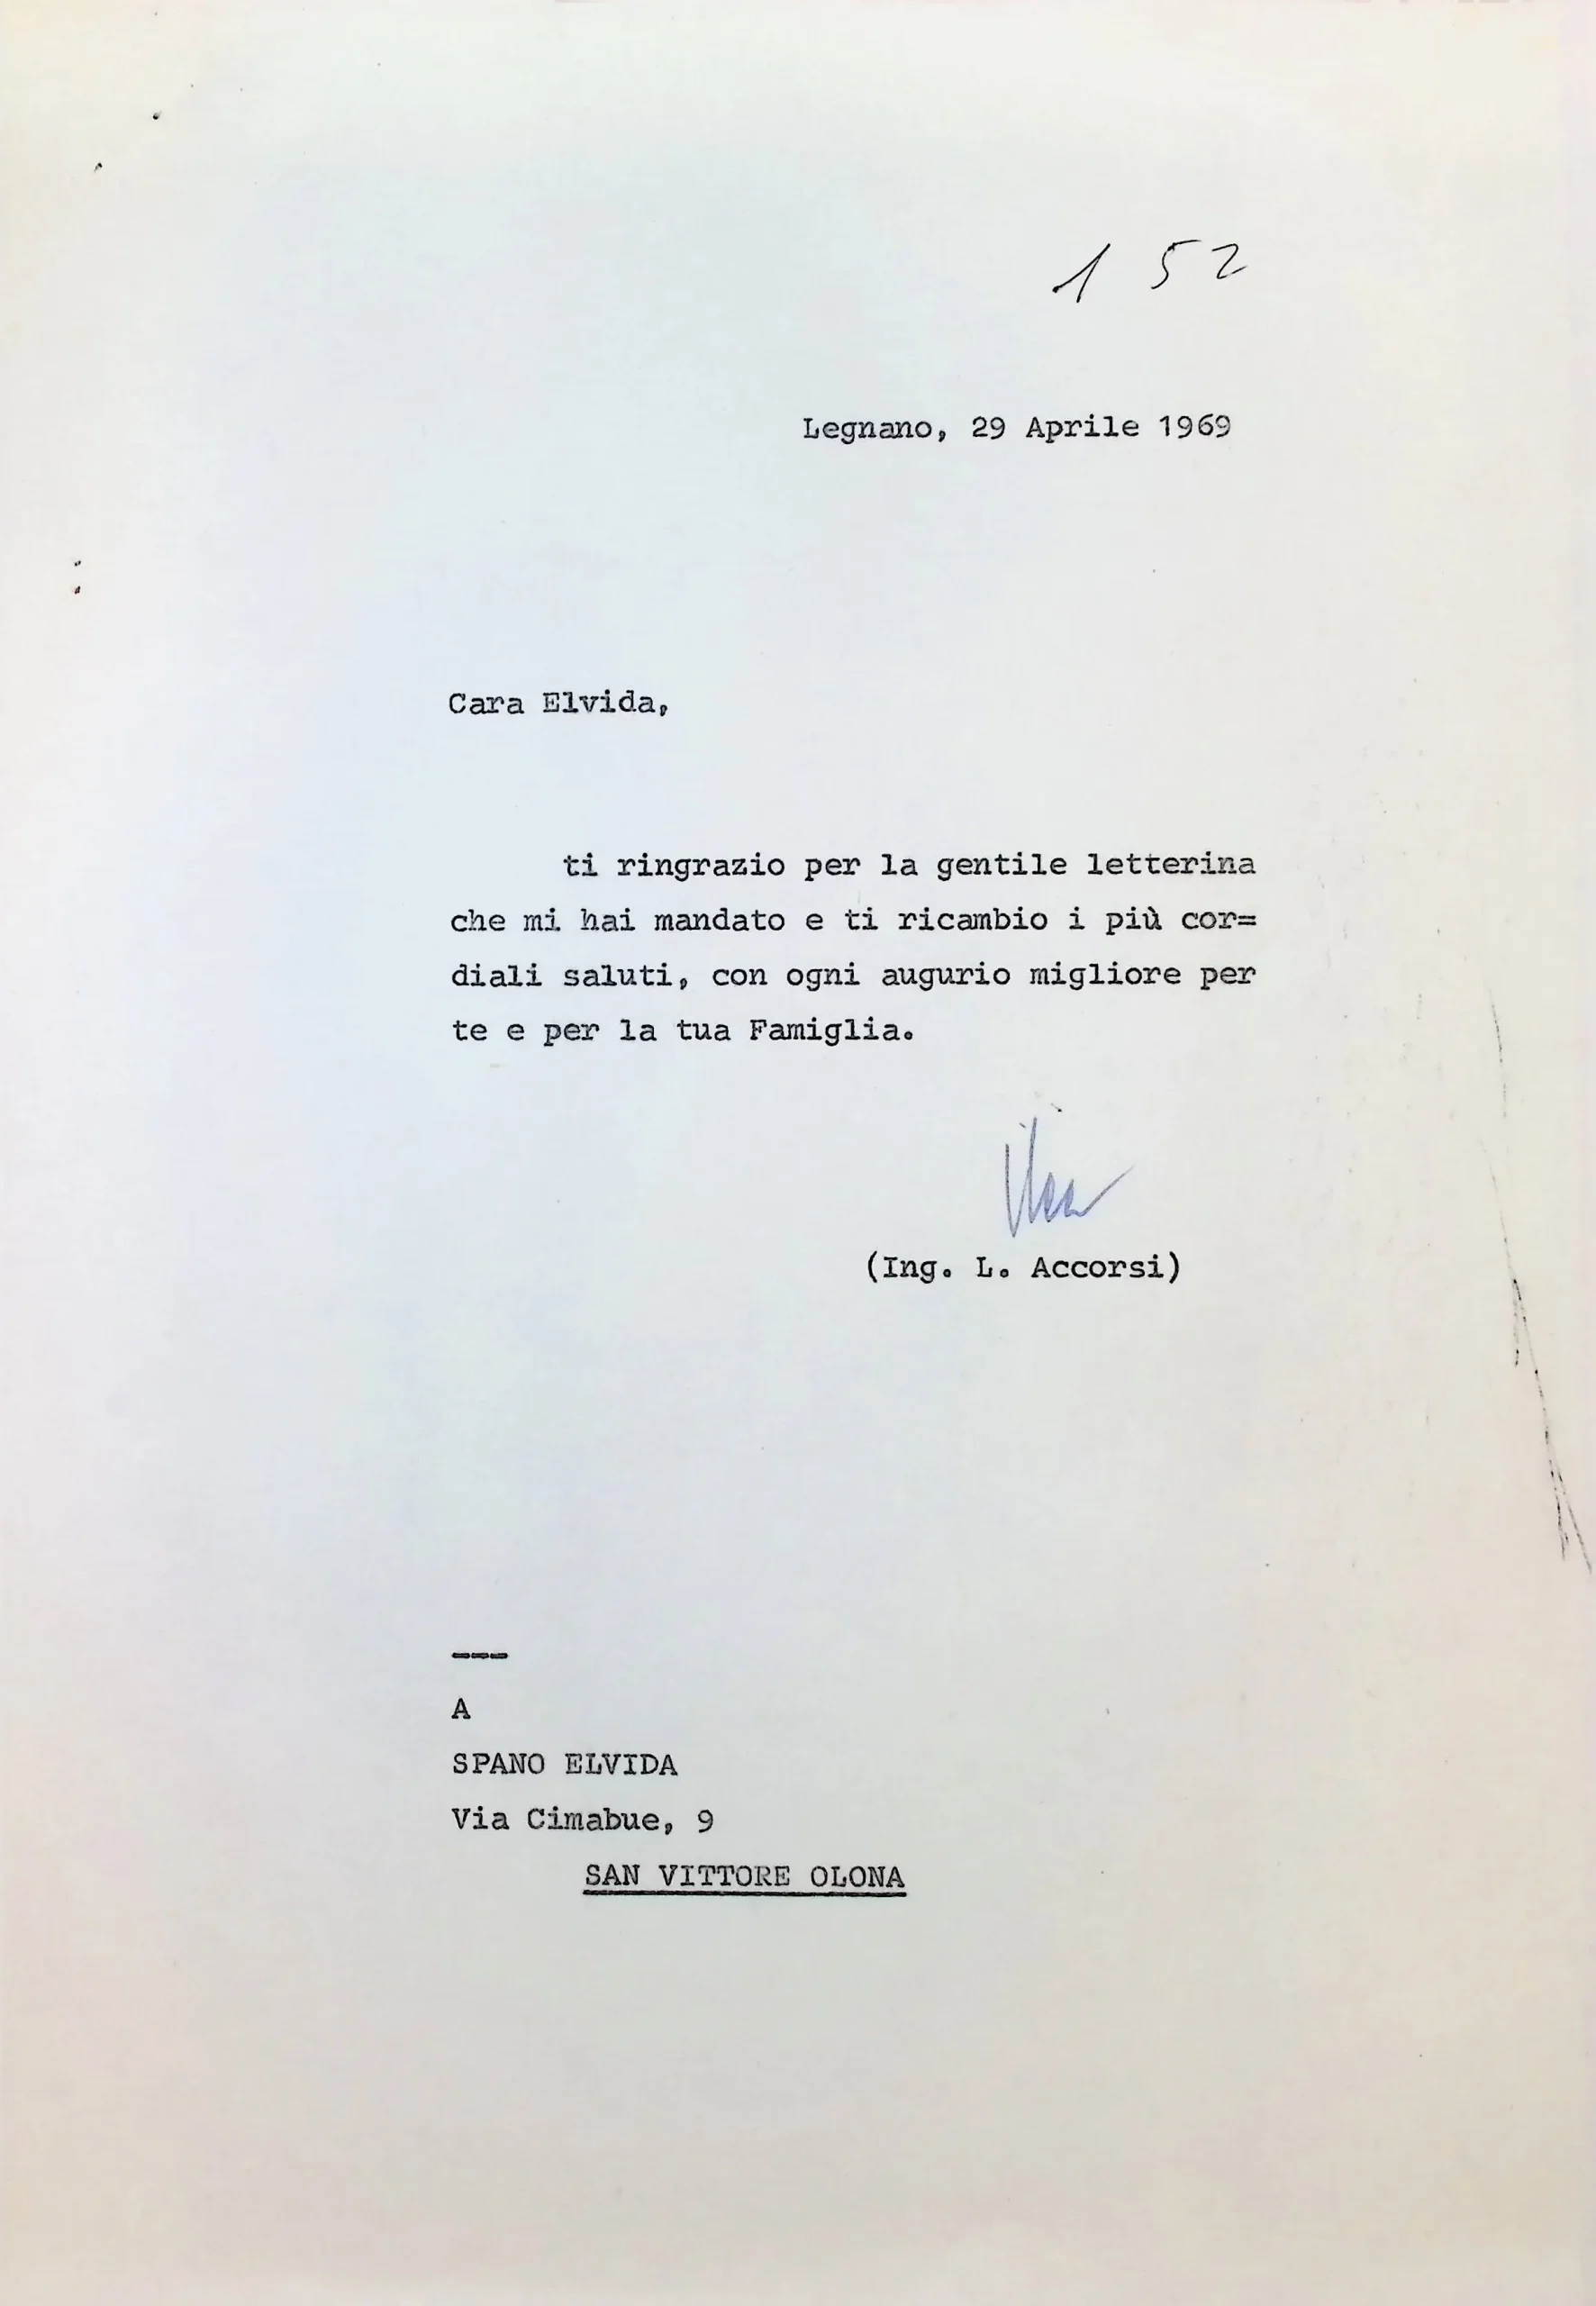 152
Legnano, 29 Aprile 1969
Cara Elvida,
ti ringrazio per la gentile letterina
che mi hai mandato e ti ricambio i più cor=
diali saluti, con ogni augurio migliore per
te e per la tua Famiglia.
(Ing. L. Accorsi)
---
A
SPANO ELVIDA
Via Cimabue, 9
SAN VITTORE OLONA